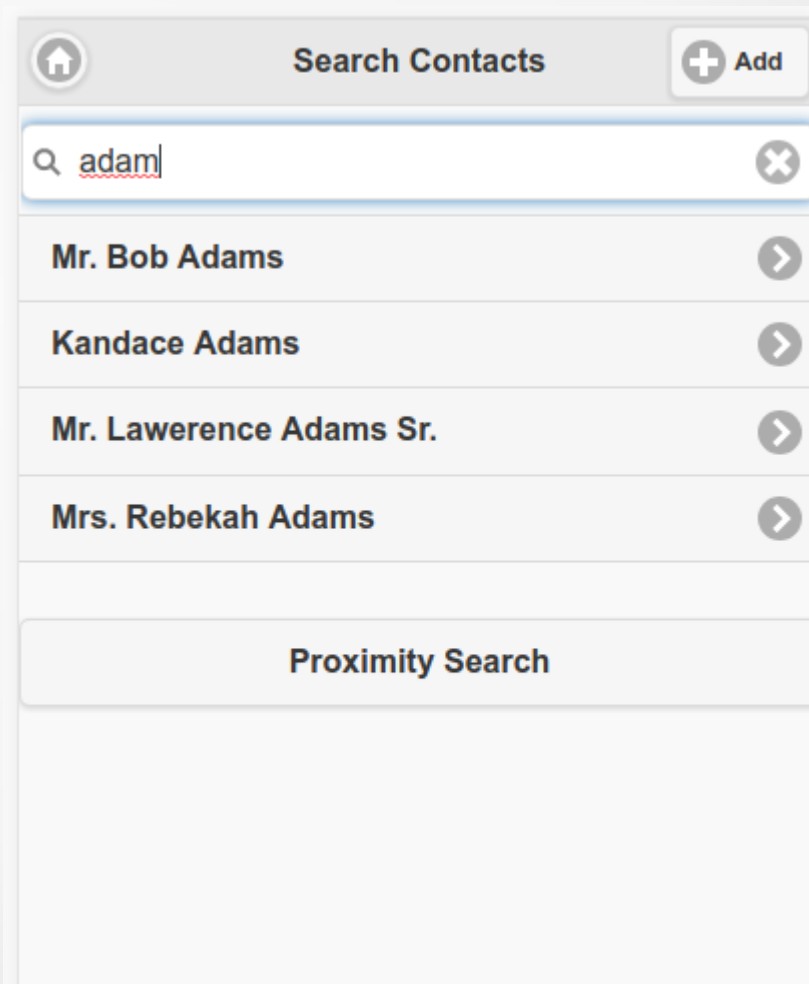 Search Contacts
Add
adam
Mr. Bob Adams
Kandace Adams
Mr. Lawerence Adams Sr.
Mrs. Rebekah Adams
Proximity Search